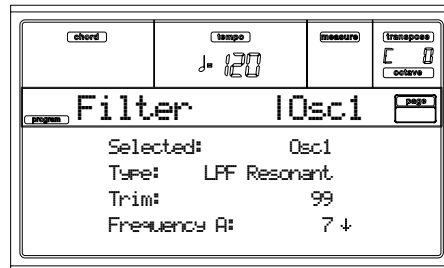 chord tempo measure transpose
♩= 120 C 0
octave
Filter |Osc1 page
program
Selected: Osc1
Type: LPF Resonant
Trim: 99
Frequency A: 7 ↓